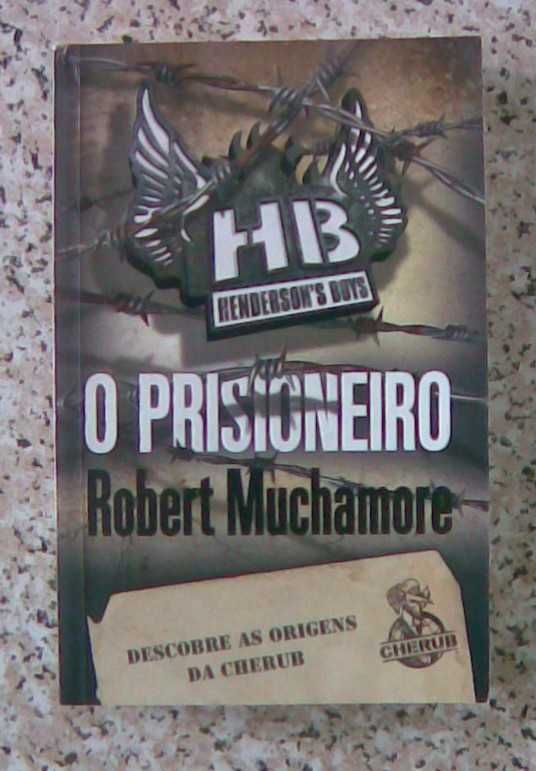 HB
HENDERSON'S BOYS
O PRISIONEIRO
Robert Muchamore
DESCOBRE AS ORIGENS
DA CHERUB
CHERUB